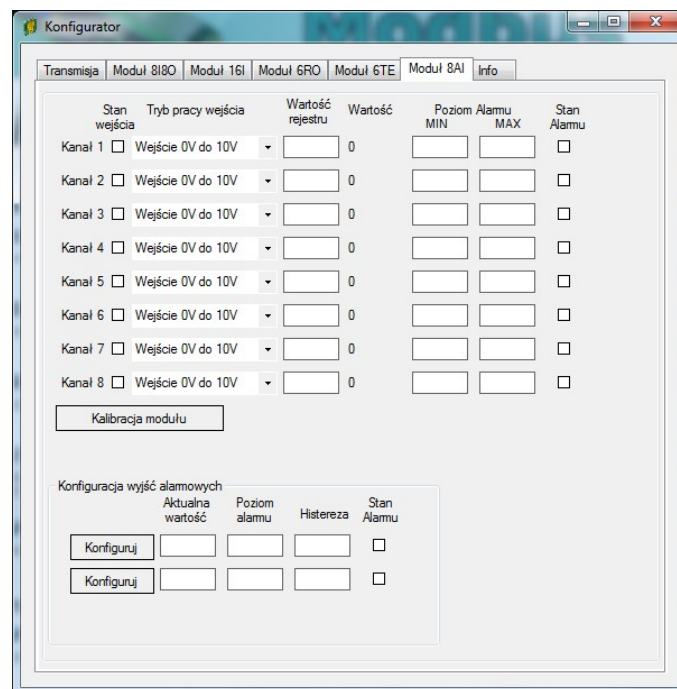 Konfigurator
Modbus
Transmisja Moduł 8I8O Moduł 16I Moduł 6RO Moduł 6TE Moduł 8AI Info
Stan wejścia Tryb pracy wejścia Wartość rejestru Wartość Poziom Alarmu MIN MAX Stan Alarmu
Kanał 1 Wejście 0V do 10V 0
Kanał 2 Wejście 0V do 10V 0
Kanał 3 Wejście 0V do 10V 0
Kanał 4 Wejście 0V do 10V 0
Kanał 5 Wejście 0V do 10V 0
Kanał 6 Wejście 0V do 10V 0
Kanał 7 Wejście 0V do 10V 0
Kanał 8 Wejście 0V do 10V 0
Kalibracja modułu
Konfiguracja wyjść alarmowych
Aktualna wartość Poziom alarmu Histereza Stan Alarmu
Konfiguruj
Konfiguruj